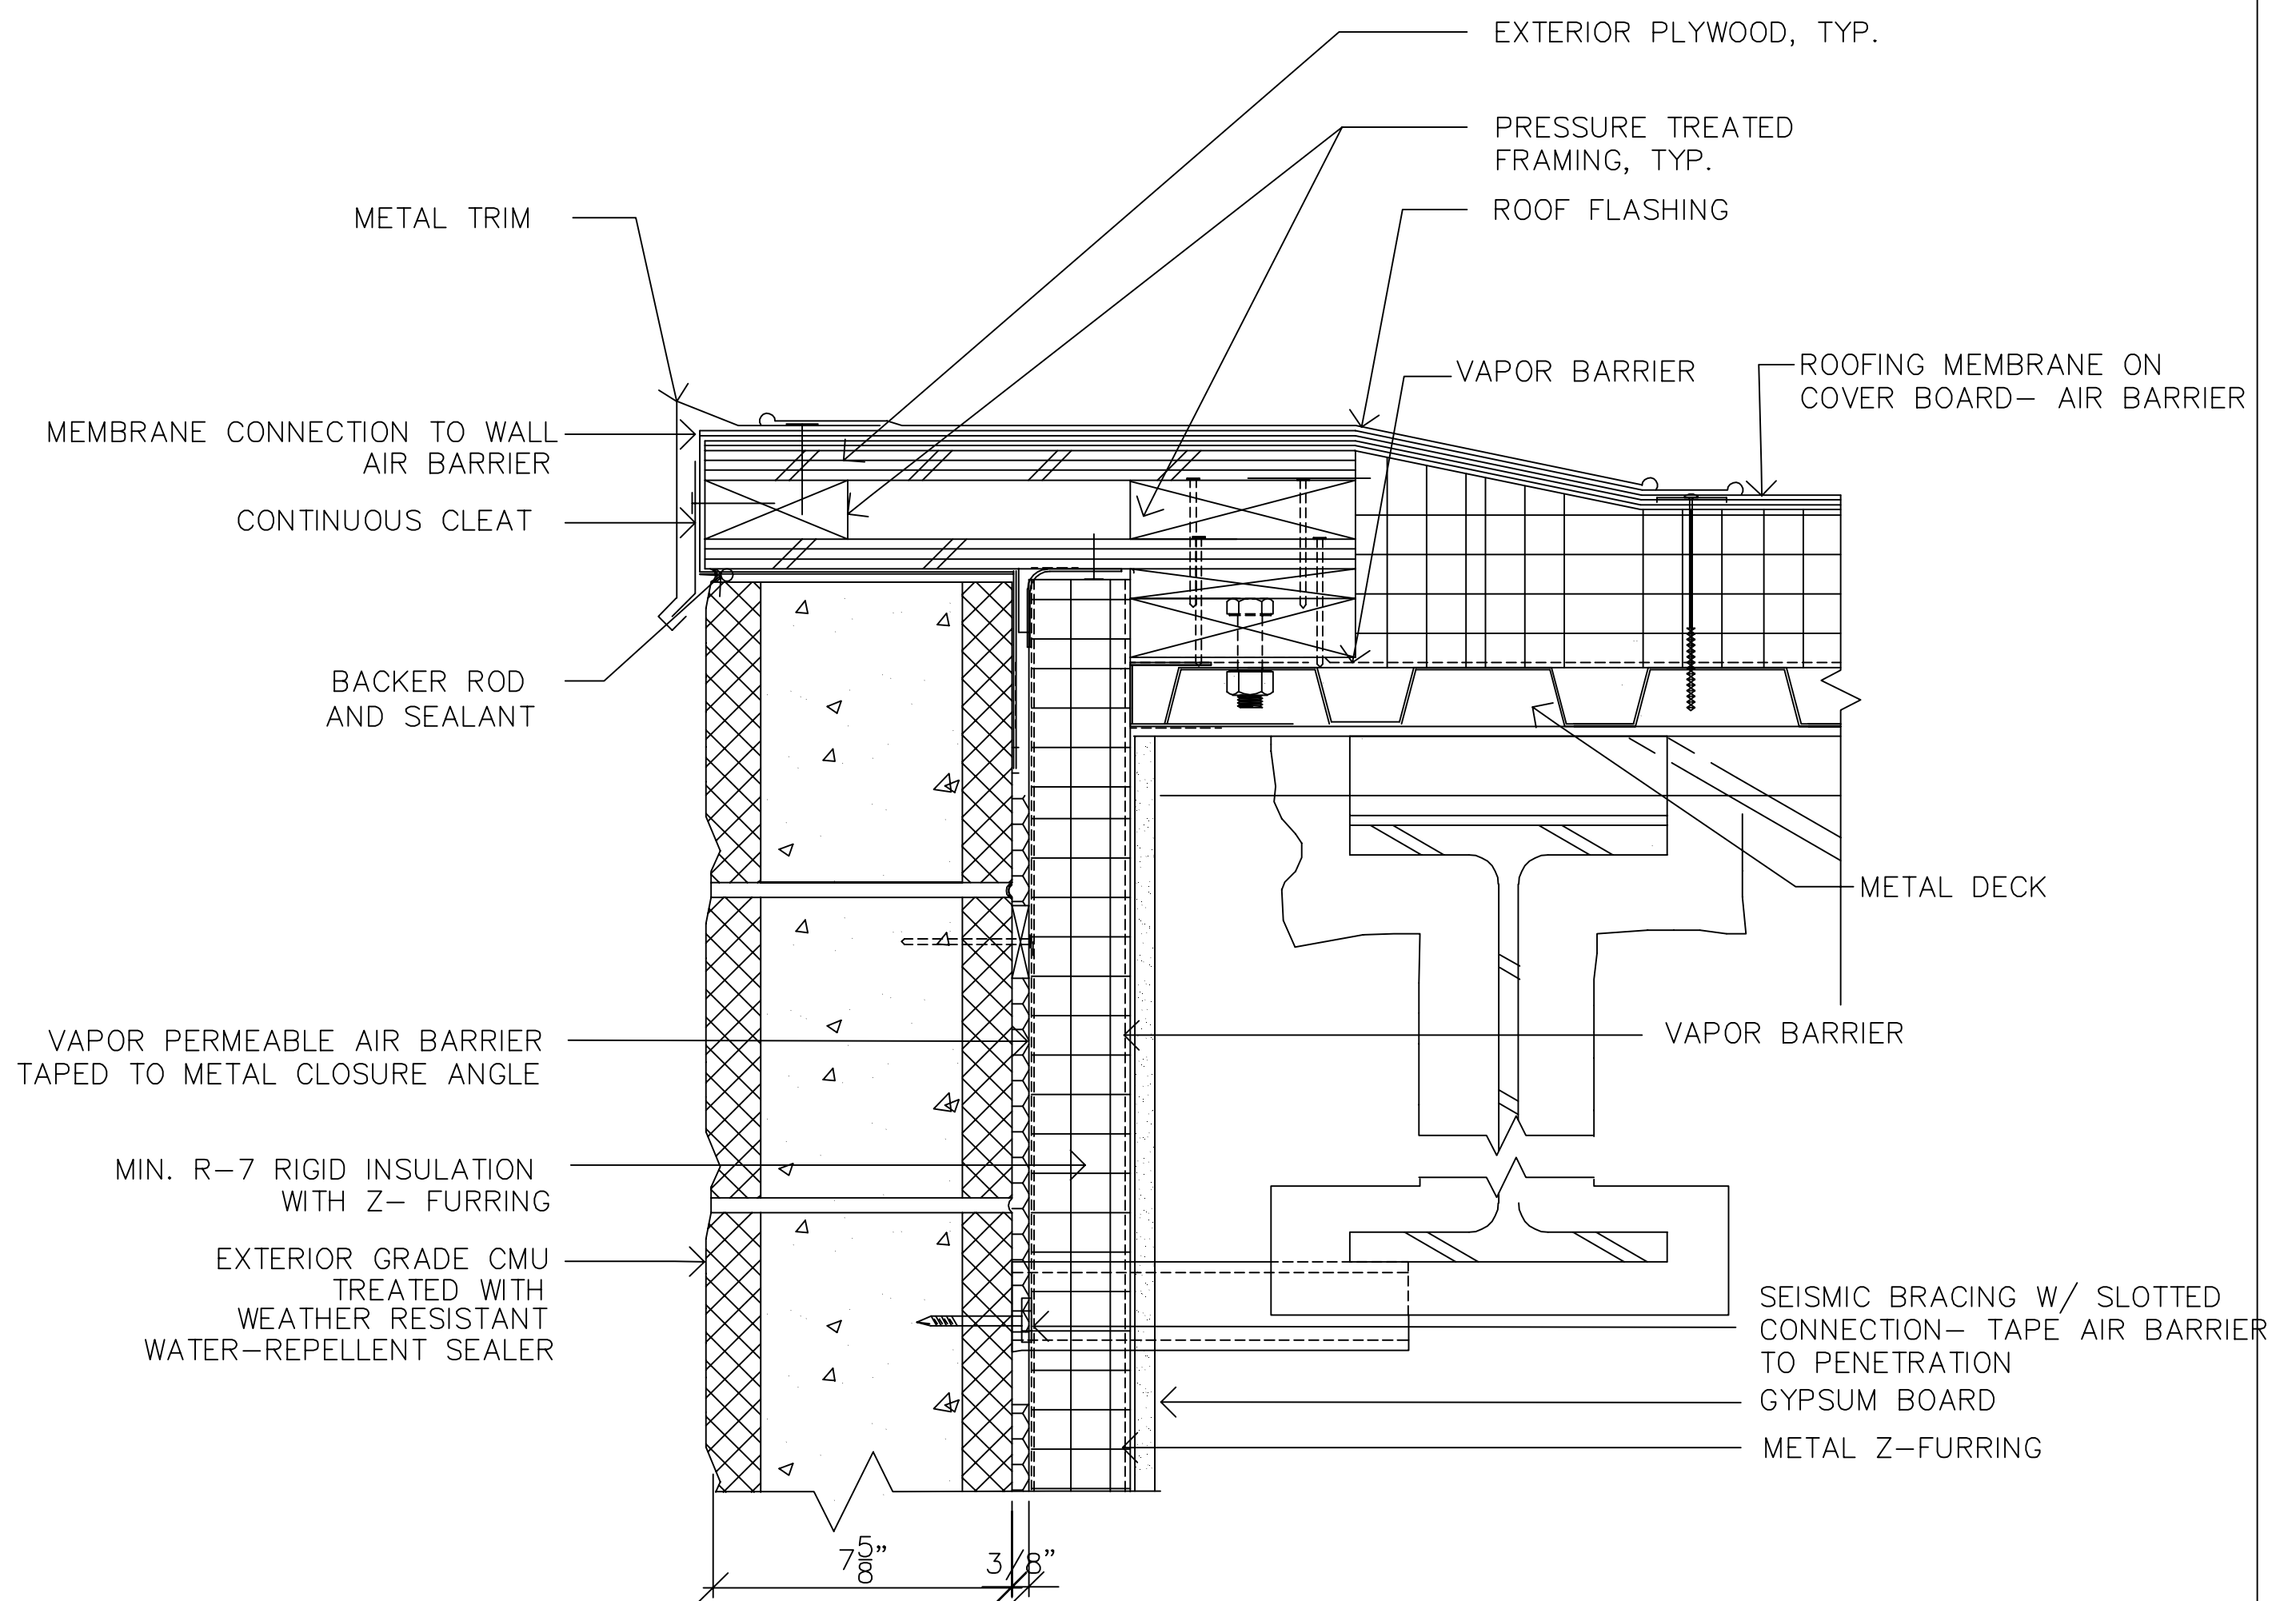 EXTERIOR PLYWOOD, TYP.
PRESSURE TREATED
FRAMING, TYP.
ROOF FLASHING
METAL TRIM
VAPOR BARRIER
ROOFING MEMBRANE ON
COVER BOARD– AIR BARRIER
MEMBRANE CONNECTION TO WALL
AIR BARRIER
CONTINUOUS CLEAT
BACKER ROD
AND SEALANT
METAL DECK
VAPOR PERMEABLE AIR BARRIER
TAPED TO METAL CLOSURE ANGLE
VAPOR BARRIER
MIN. R–7 RIGID INSULATION
WITH Z– FURRING
EXTERIOR GRADE CMU
TREATED WITH
WEATHER RESISTANT
WATER–REPELLENT SEALER
SEISMIC BRACING W/ SLOTTED
CONNECTION– TAPE AIR BARRIER
TO PENETRATION
GYPSUM BOARD
METAL Z–FURRING
7 5/8” 3/8”